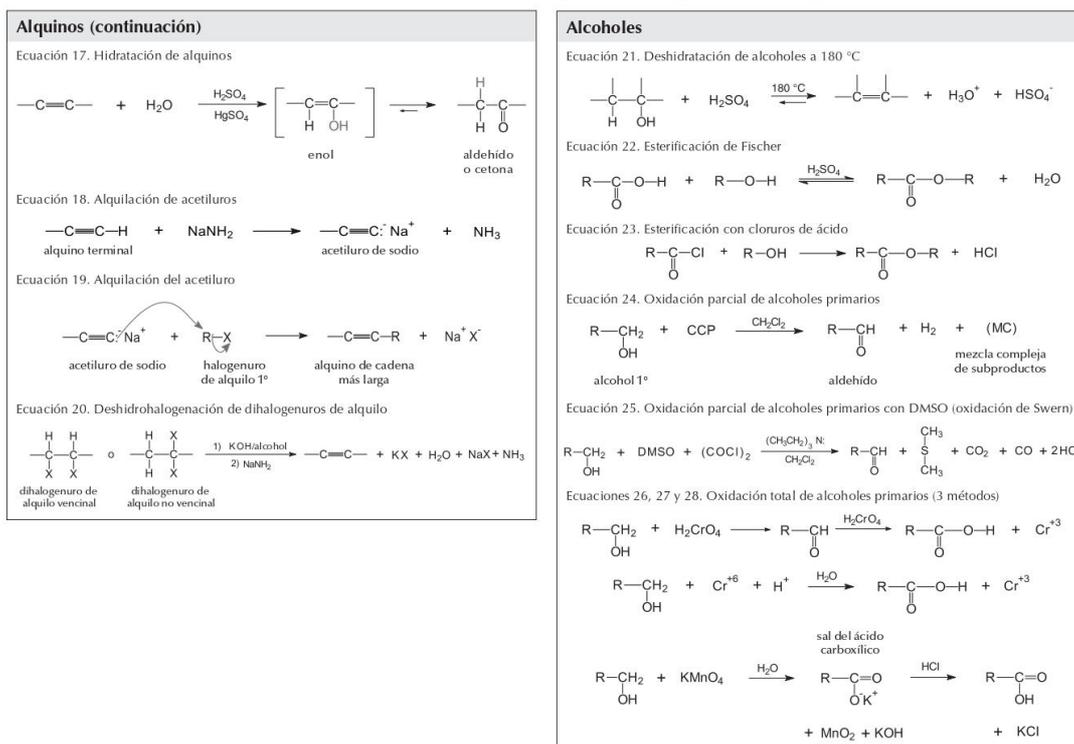 Alquinos (continuación)
Ecuación 17. Hidratación de alquinos
—C≡C— + H₂O H₂SO₄ HgSO₄ —C=C— H OH —C—C— H H O
enol
aldehído
o cetona
Ecuación 18. Alquilación de acetiluros
—C≡C—H + NaNH₂ ⟶ —C≡C:⁻ Na⁺ + NH₃
alquino terminal acetiluro de sodio
Ecuación 19. Alquilación del acetiluro
—C≡C:⁻ Na⁺ + R—X ⟶ —C≡C—R + Na⁺X⁻
acetiluro de sodio halogenuro alquino de cadena
de alquilo 1º más larga
Ecuación 20. Deshidrohalogenación de dihalogenuros de alquilo
H H H X
—C—C— o —C—C— 1) KOH/alcohol 2) NaNH₂ —C≡C— + KX + H₂O + NaX + NH₃
X X H X
dihalogenuro de dihalogenuro de
alquilo vencinal alquilo no vencinal
Alcoholes
Ecuación 21. Deshidratación de alcoholes a 180 °C
—C—C— + H₂SO₄ 180 °C —C=C— + H₃O⁺ + HSO₄⁻
H OH
Ecuación 22. Esterificación de Fischer
R—C—O—H + R—O—H H₂SO₄ R—C—O—R + H₂O
O O
Ecuación 23. Esterificación con cloruros de ácido
R—C—Cl + R—OH ⟶ R—C—O—R + HCl
O O
Ecuación 24. Oxidación parcial de alcoholes primarios
R—CH₂ + CCP CH₂Cl₂ R—CH + H₂ + (MC)
OH O
mezcla compleja
de subproductos
alcohol 1º aldehído
Ecuación 25. Oxidación parcial de alcoholes primarios con DMSO (oxidación de Swern)
CH₃
R—CH₂ + DMSO + (COCl)₂ (CH₃CH₂)₃ N: CH₂Cl₂ R—CH + S + CO₂ + CO + 2HC
OH O CH₃
Ecuaciones 26, 27 y 28. Oxidación total de alcoholes primarios (3 métodos)
R—CH₂ + H₂CrO₄ ⟶ R—CH H₂CrO₄ R—C—O—H + Cr⁺³
OH O O
R—CH₂ + Cr⁺⁶ + H⁺ H₂O R—C—O—H + Cr⁺³
OH O
sal del ácido
carboxílico
R—CH₂ + KMnO₄ H₂O R—C=O HCl R—C=O
OH O⁻K⁺ OH
+ MnO₂ + KOH + KCl